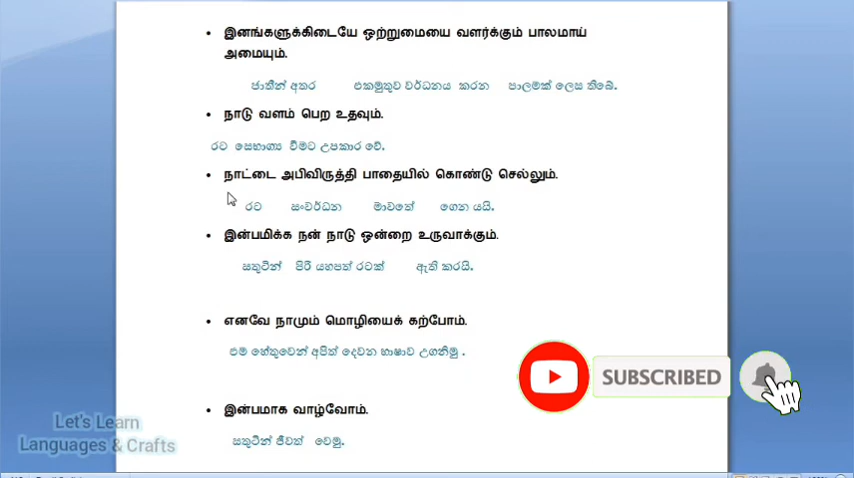 • இனங்களுக்கிடையே ஒற்றுமையை வளர்க்கும் பாலமாய்
அமையும்.
ජාතීන් අතර එකමුතුව වර්ධනය කරන පාලමක් ලෙස තිබේ.
• நாடு வளம் பெற உதவும்.
රට සෞභාග්‍ය වීමට උපකාර වේ.
• நாட்டை அபிவிருத்தி பாதையில் கொண்டு செல்லும்.
රට සංවර්ධන මාවතේ ගෙන යයි.
• இன்பமிக்க நன் நாடு ஒன்றை உருவாக்கும்.
සතුටින් පිරි යහපත් රටක් ඇති කරයි.
• எனவே நாமும் மொழியைக் கற்போம்.
එම හේතුවෙන් අපිත් දෙවන භාෂාව උගනිමු .
SUBSCRIBED
• இன்பமாக வாழ்வோம்.
සතුටින් ජීවත් වෙමු.
Let's Learn
Languages & Crafts